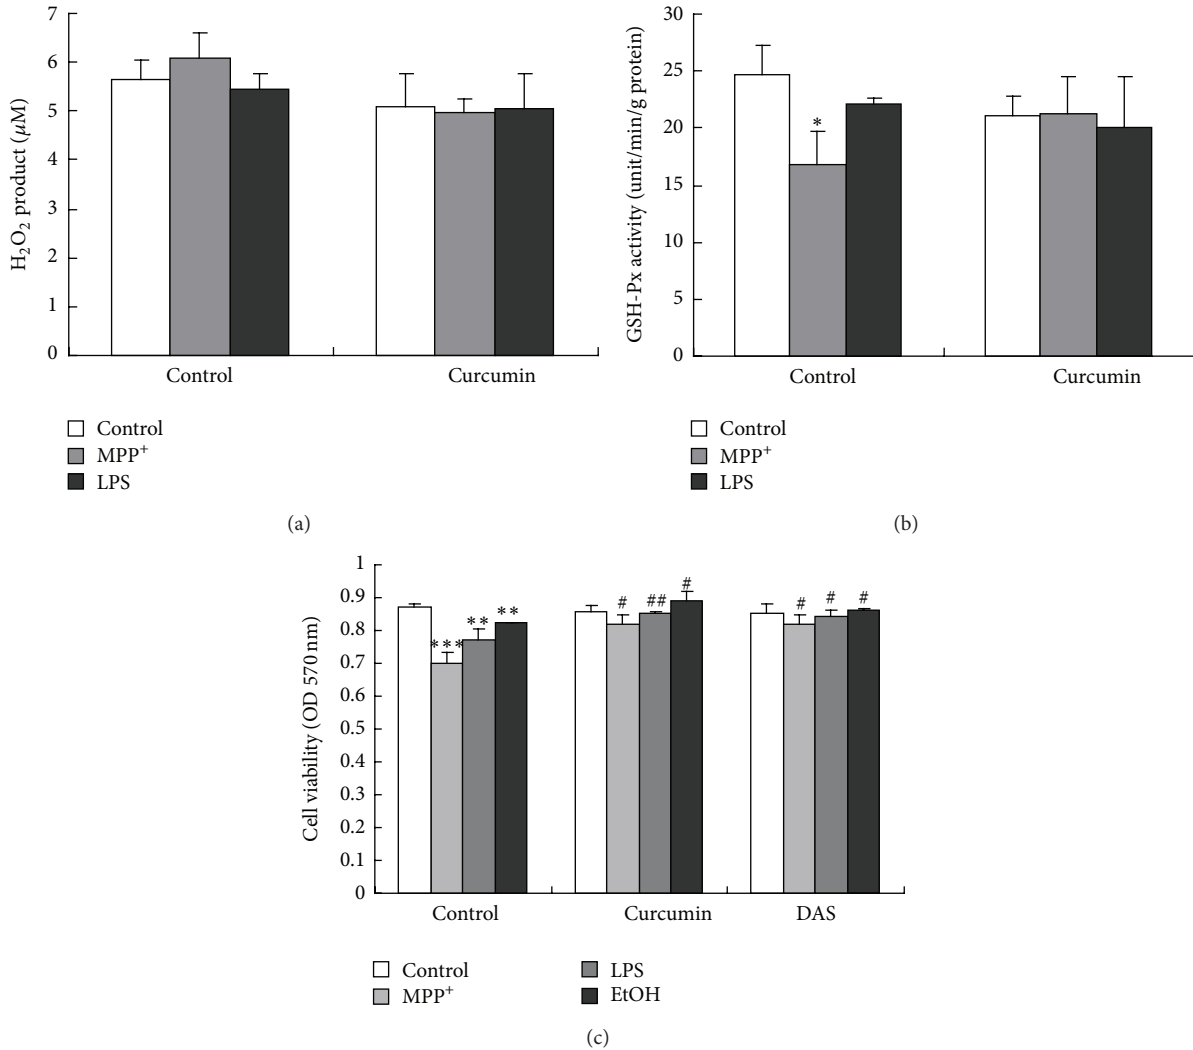 7
6
5
4
3
2
1
0
H₂O₂ product (μM)
Control
Curcumin
Control
MPP⁺
LPS
(a)
30
25
20
15
10
5
0
GSH-Px activity (unit/min/g protein)
*
Control
Curcumin
Control
MPP⁺
LPS
(b)
1
0.9
0.8
0.7
0.6
0.5
0.4
0.3
0.2
0.1
0
Cell viability (OD 570 nm)
***
**
**
#
##
#
#
#
#
Control
Curcumin
DAS
Control
MPP⁺
LPS
EtOH
(c)